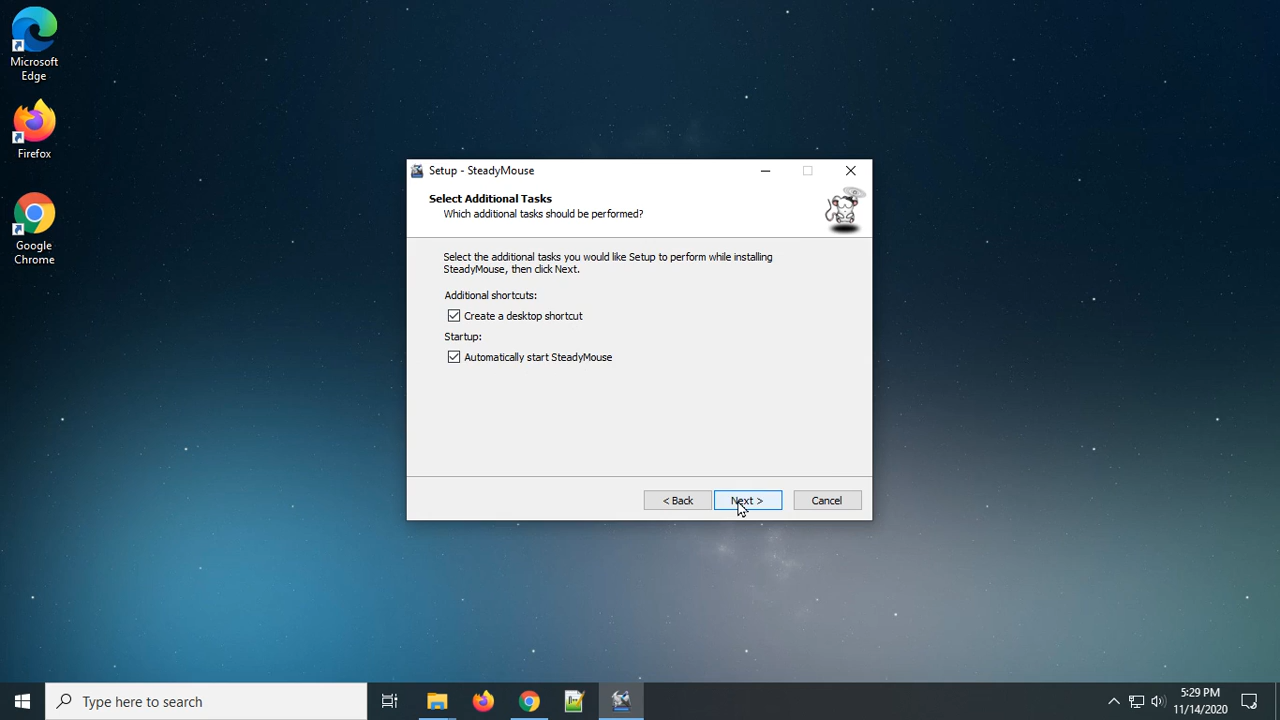 Microsoft
Edge
Firefox
Google
Chrome
Setup - SteadyMouse
Select Additional Tasks
Which additional tasks should be performed?
Select the additional tasks you would like Setup to perform while installing
SteadyMouse, then click Next.
Additional shortcuts:
Create a desktop shortcut
Startup:
Automatically start SteadyMouse
< Back
Next >
Cancel
Type here to search
5:29 PM
11/14/2020